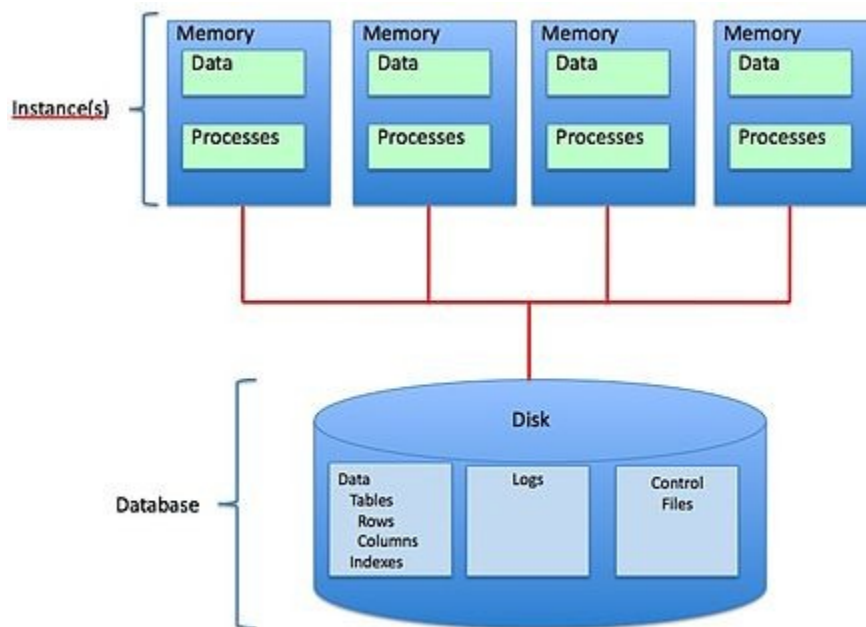 Memory
Data
Processes
Memory
Data
Processes
Memory
Data
Processes
Memory
Data
Processes
Instance(s)
Disk
Database
Data
Tables
Rows
Columns
Indexes
Logs
Control
Files